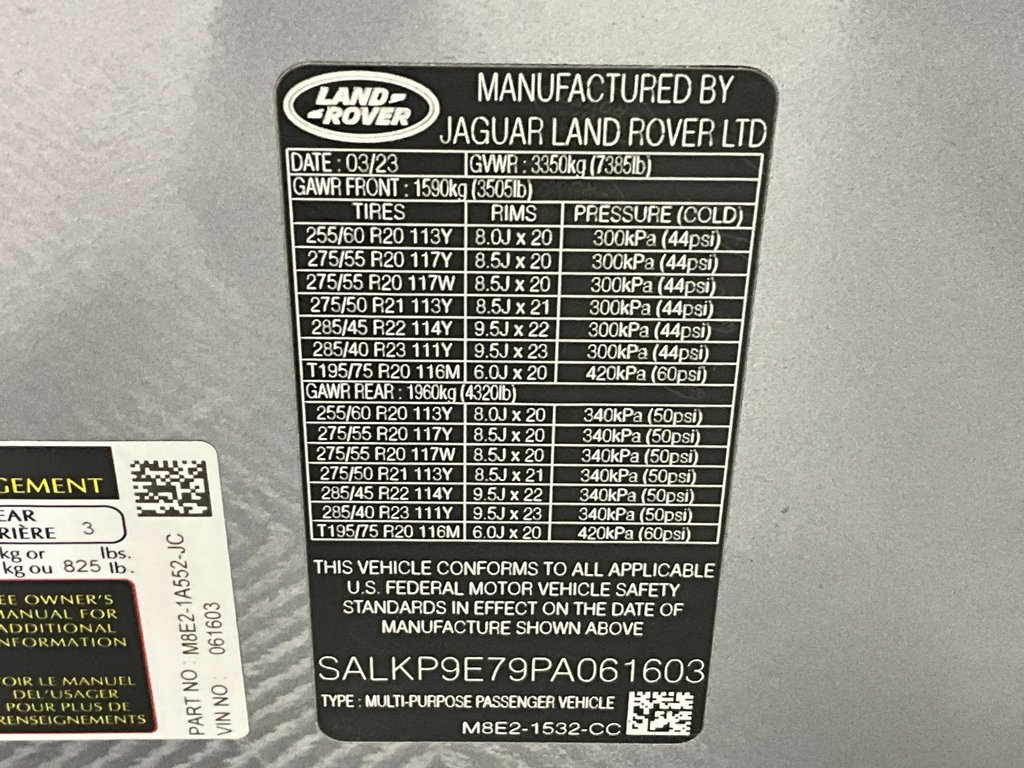 LAND
ROVER
MANUFACTURED BY
JAGUAR LAND ROVER LTD
DATE : 03/23 GVWR : 3350kg (7385lb)
GAWR FRONT : 1590kg (3505lb)
TIRES RIMS PRESSURE (COLD)
255/60 R20 113Y 8.0J x 20 300kPa (44psi)
275/55 R20 117Y 8.5J x 20 300kPa (44psi)
275/55 R20 117W 8.5J x 20 300kPa (44psi)
275/50 R21 113Y 8.5J x 21 300kPa (44psi)
285/45 R22 114Y 9.5J x 22 300kPa (44psi)
285/40 R23 111Y 9.5J x 23 300kPa (44psi)
T195/75 R20 116M 6.0J x 20 420kPa (60psi)
GAWR REAR : 1960kg (4320lb)
255/60 R20 113Y 8.0J x 20 340kPa (50psi)
275/55 R20 117Y 8.5J x 20 340kPa (50psi)
275/55 R20 117W 8.5J x 20 340kPa (50psi)
275/50 R21 113Y 8.5J x 21 340kPa (50psi)
285/45 R22 114Y 9.5J x 22 340kPa (50psi)
285/40 R23 111Y 9.5J x 23 340kPa (50psi)
T195/75 R20 116M 6.0J x 20 420kPa (60psi)
THIS VEHICLE CONFORMS TO ALL APPLICABLE
U.S. FEDERAL MOTOR VEHICLE SAFETY
STANDARDS IN EFFECT ON THE DATE OF
MANUFACTURE SHOWN ABOVE
SALKP9E79PA061603
TYPE : MULTI-PURPOSE PASSENGER VEHICLE
M8E2-1532-CC
GEMENT
EAR
RIÈRE 3
kg or lbs.
kg ou 825 lb.
EE OWNER'S
MANUAL FOR
ADDITIONAL
NFORMATION
OIR LE MANUEL
DEL'USAGER
POUR PLUS DE
RENSEIGNEMENTS
PART NO : M8E2-1A552-JC
VIN NO : 061603